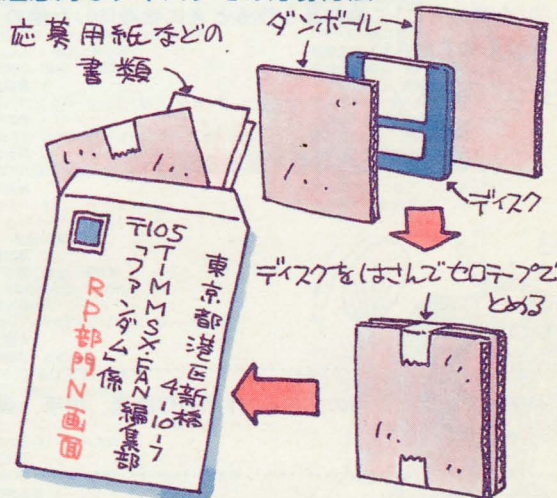 応募用紙などの
書類
ダンボール
ディスク
ディスクをはさんでセロテープで
とめる
〒105
東京都港区新橋
4-10-7
TIM MSX・FAN編集部
「ファンダム」係
RP部門N画面